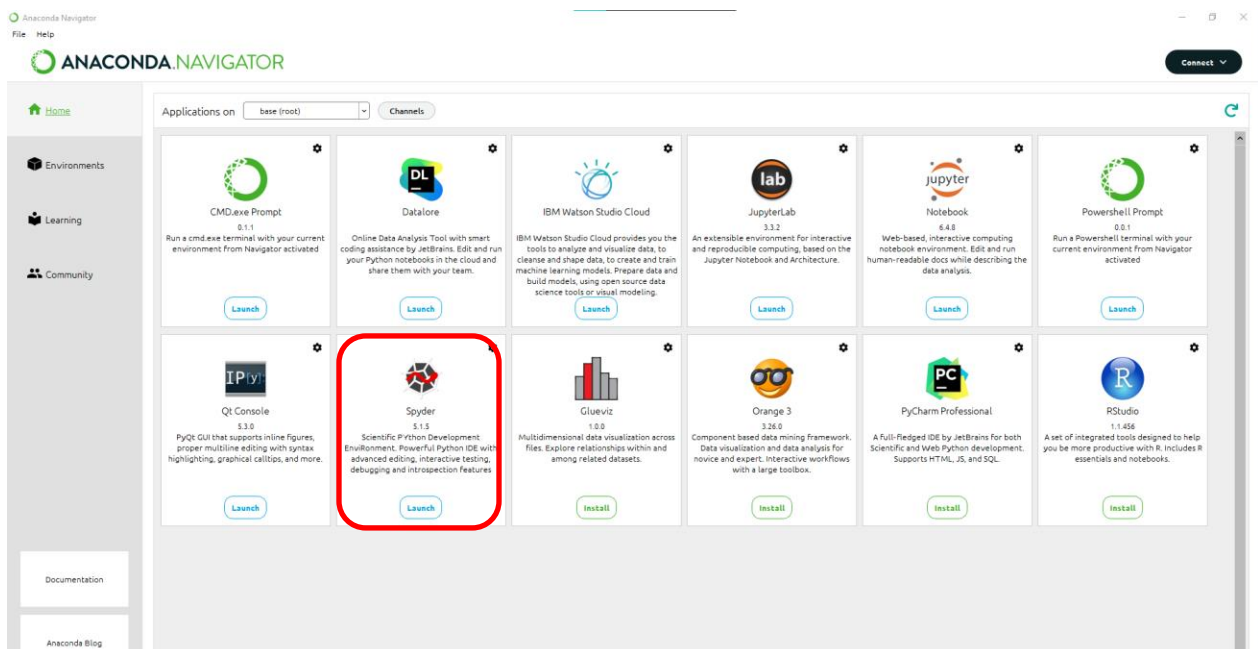 Anaconda Navigator
File Help
ANACONDA.NAVIGATOR
Connect
Home
Environments
Learning
Community
Documentation
Anaconda Blog
Applications on base (root) Channels
DL
CMD.exe Prompt
0.1.1
Run a cmd.exe terminal with your current
environment from Navigator activated
Launch
Datalore
Online Data Analysis Tool with smart
coding assistance by JetBrains. Edit and run
your Python notebooks in the cloud and
share them with your team.
Launch
IBM Watson Studio Cloud
IBM Watson Studio Cloud provides you the
tools to analyze and visualize data, to
cleanse and shape data, to create and train
machine learning models. Prepare data and
build models, using open source data
science tools or visual modeling.
Launch
lab
JupyterLab
3.3.2
An extensible environment for interactive
and reproducible computing, based on the
Jupyter Notebook and Architecture.
Launch
jupyter
Notebook
6.4.8
Web-based, interactive computing
notebook environment. Edit and run
human-readable docs while describing the
data analysis.
Launch
Powershell Prompt
0.0.1
Run a Powershell terminal with your
current environment from Navigator
activated
Launch
IP[y]:
Qt Console
5.3.0
PyQt GUI that supports inline figures,
proper multiline editing with syntax
highlighting, graphical calltips, and more.
Launch
Spyder
5.1.5
Scientific PYthon Development
EnviRonment. Powerful Python IDE with
advanced editing, interactive testing,
debugging and introspection features
Launch
Glueviz
1.0.0
Multidimensional data visualization across
files. Explore relationships within and
among related datasets.
Install
Orange 3
3.26.0
Component based data mining framework.
Data visualization and data analysis for
novice and expert. Interactive workflows
with a large toolbox.
Install
PC
PyCharm Professional
A full-fledged IDE by JetBrains for both
Scientific and Web Python development.
Supports HTML, JS, and SQL.
Install
R
RStudio
1.1.456
A set of integrated tools designed to help
you be more productive with R. Includes R
essentials and notebooks.
Install